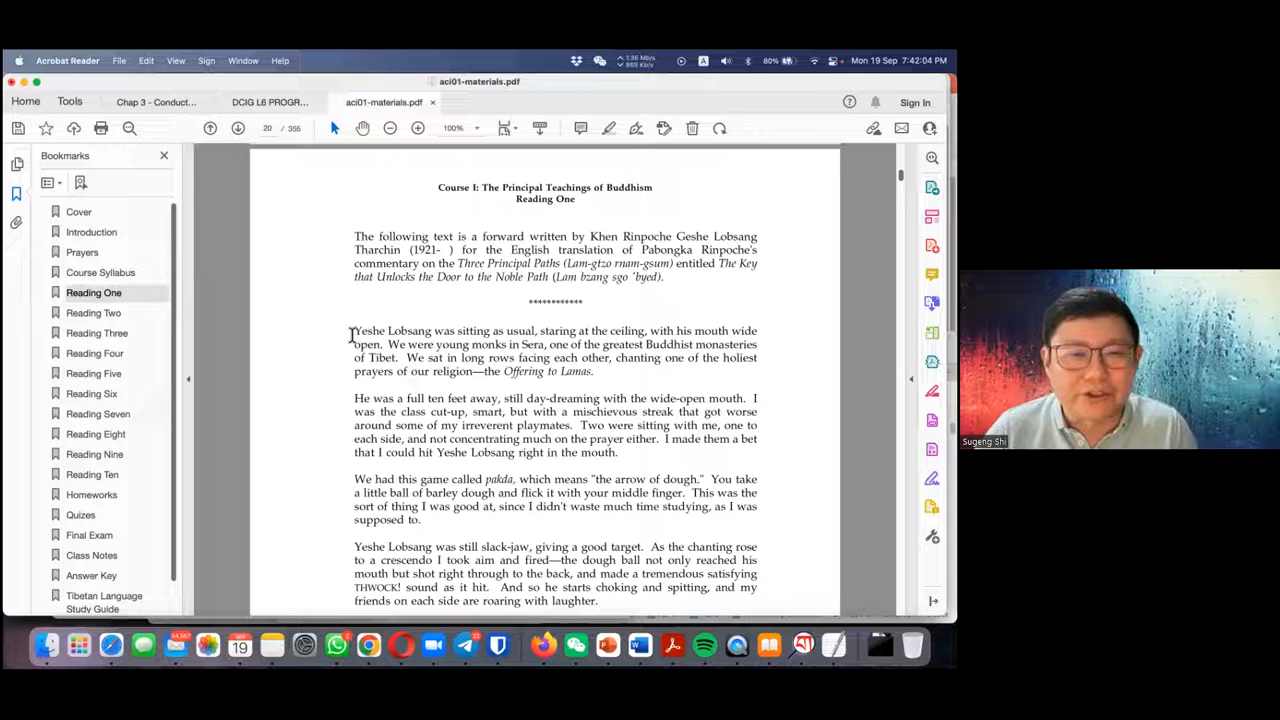 Acrobat Reader File Edit View Sign Window Help 80% Mon 19 Sep 7:42:04 PM
aci01-materials.pdf
Home Tools Chap 3 - Conduct... DCIG L6 PROGR... aci01-materials.pdf × Sign In
20 / 355 100%
Bookmarks
Cover
Introduction
Prayers
Course Syllabus
Reading One
Reading Two
Reading Three
Reading Four
Reading Five
Reading Six
Reading Seven
Reading Eight
Reading Nine
Reading Ten
Homeworks
Quizes
Final Exam
Class Notes
Answer Key
Tibetan Language
Study Guide
Course I: The Principal Teachings of Buddhism
Reading One
The following text is a forward written by Khen Rinpoche Geshe Lobsang
Tharchin (1921- ) for the English translation of Pabongka Rinpoche's
commentary on the Three Principal Paths (Lam-gtzo rnam-gsum) entitled The Key
that Unlocks the Door to the Noble Path (Lam bzang sgo 'byed).
************
Yeshe Lobsang was sitting as usual, staring at the ceiling, with his mouth wide
open. We were young monks in Sera, one of the greatest Buddhist monasteries
of Tibet. We sat in long rows facing each other, chanting one of the holiest
prayers of our religion—the Offering to Lamas.
He was a full ten feet away, still day-dreaming with the wide-open mouth. I
was the class cut-up, smart, but with a mischievous streak that got worse
around some of my irreverent playmates. Two were sitting with me, one to
each side, and not concentrating much on the prayer either. I made them a bet
that I could hit Yeshe Lobsang right in the mouth.
We had this game called pakda, which means "the arrow of dough." You take
a little ball of barley dough and flick it with your middle finger. This was the
sort of thing I was good at, since I didn't waste much time studying, as I was
supposed to.
Yeshe Lobsang was still slack-jaw, giving a good target. As the chanting rose
to a crescendo I took aim and fired—the dough ball not only reached his
mouth but shot right through to the back, and made a tremendous satisfying
THWOCK! sound as it hit. And so he starts choking and spitting, and my
friends on each side are roaring with laughter.
Sugeng Shi
SEP
19